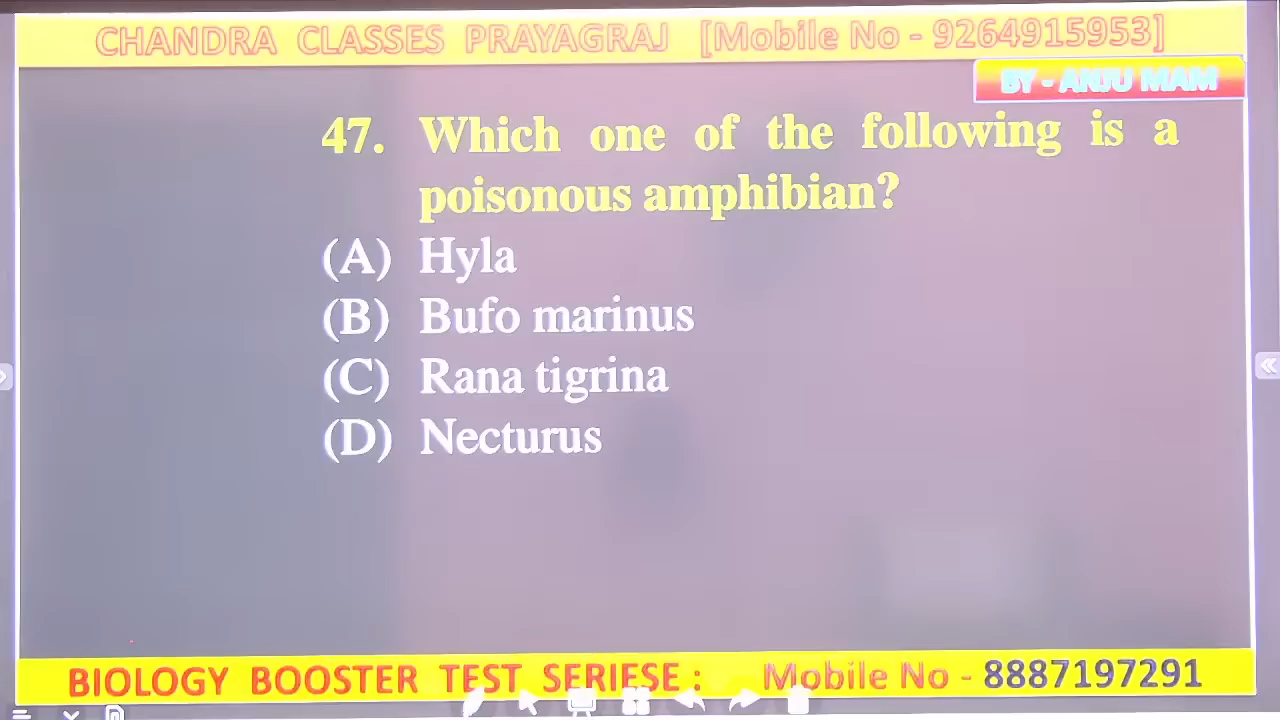 CHANDRA CLASSES PRAYAGRAJ [Mobile No - 9264915953]
BY - ANJU MAM
47. Which one of the following is a
poisonous amphibian?
(A) Hyla
(B) Bufo marinus
(C) Rana tigrina
(D) Necturus
BIOLOGY BOOSTER TEST SERIESE : Mobile No - 8887197291